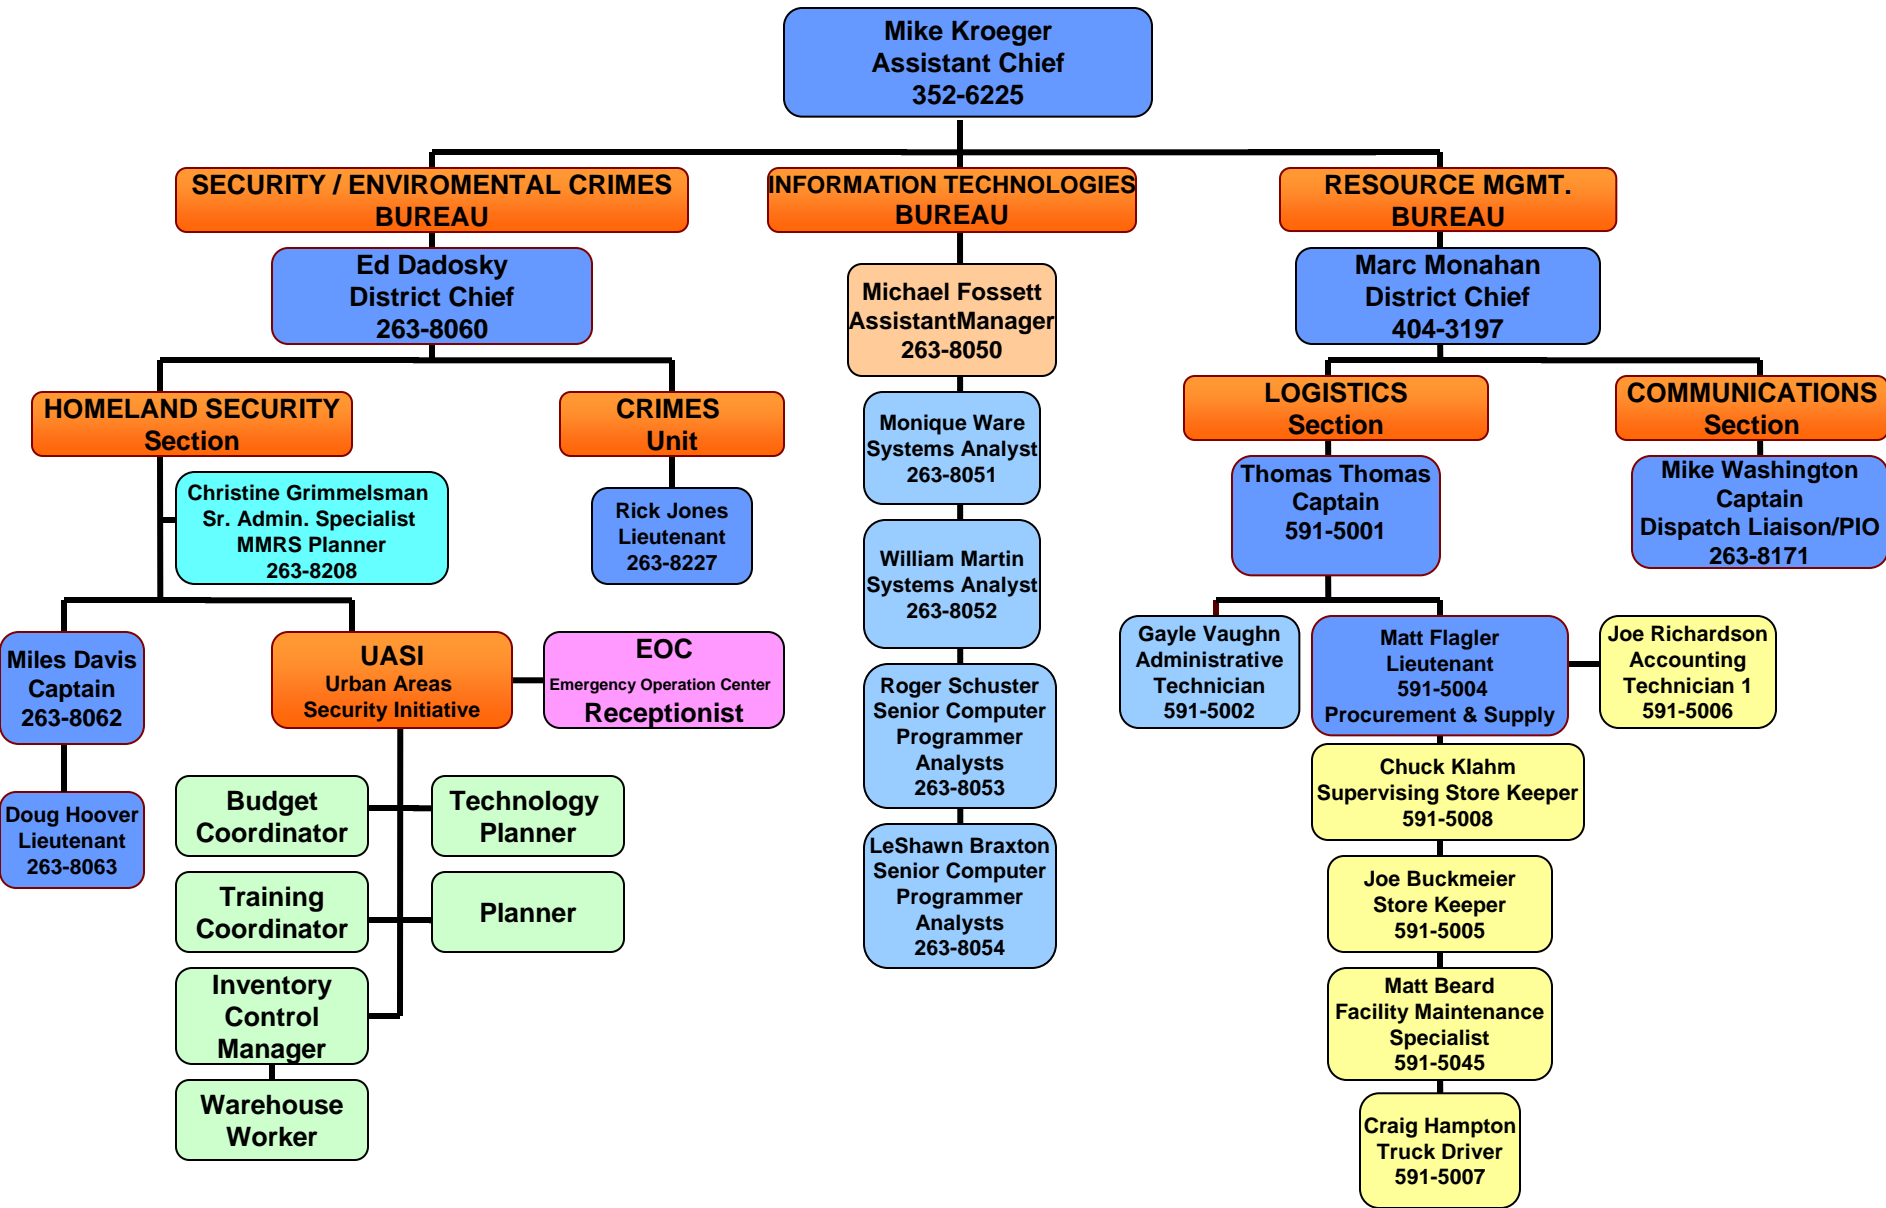 Mike Kroeger
Assistant Chief
352-6225
SECURITY / ENVIROMENTAL CRIMES
BUREAU
INFORMATION TECHNOLOGIES
BUREAU
RESOURCE MGMT.
BUREAU
Ed Dadosky
District Chief
263-8060
Michael Fossett
AssistantManager
263-8050
Marc Monahan
District Chief
404-3197
HOMELAND SECURITY
Section
CRIMES
Unit
Monique Ware
Systems Analyst
263-8051
LOGISTICS
Section
COMMUNICATIONS
Section
Christine Grimmelsman
Sr. Admin. Specialist
MMRS Planner
263-8208
Rick Jones
Lieutenant
263-8227
William Martin
Systems Analyst
263-8052
Thomas Thomas
Captain
591-5001
Mike Washington
Captain
Dispatch Liaison/PIO
263-8171
Miles Davis
Captain
263-8062
UASI
Urban Areas
Security Initiative
EOC
Emergency Operation Center
Receptionist
Roger Schuster
Senior Computer
Programmer
Analysts
263-8053
Gayle Vaughn
Administrative
Technician
591-5002
Matt Flagler
Lieutenant
591-5004
Procurement & Supply
Joe Richardson
Accounting
Technician 1
591-5006
Doug Hoover
Lieutenant
263-8063
Budget
Coordinator
Technology
Planner
LeShawn Braxton
Senior Computer
Programmer
Analysts
263-8054
Chuck Klahm
Supervising Store Keeper
591-5008
Training
Coordinator
Planner
Joe Buckmeier
Store Keeper
591-5005
Inventory
Control
Manager
Matt Beard
Facility Maintenance
Specialist
591-5045
Warehouse
Worker
Craig Hampton
Truck Driver
591-5007